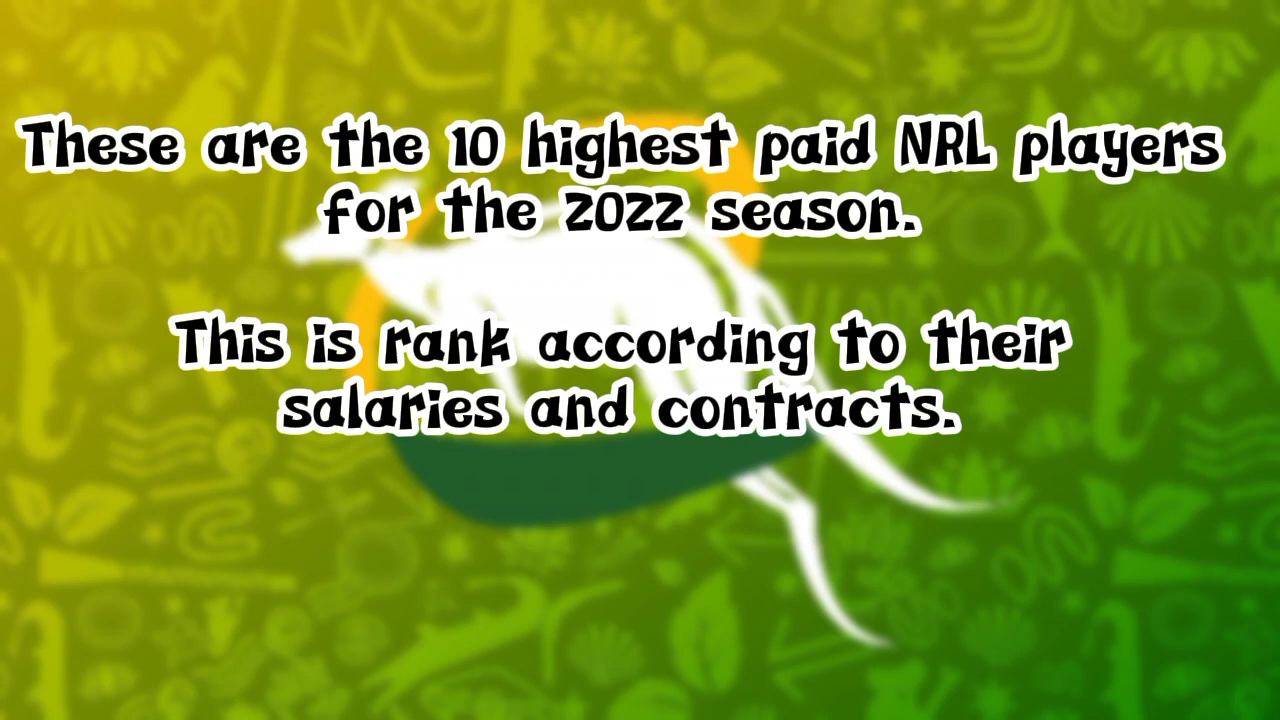 These are the 10 highest paid NRL players
for the 2022 season.
This is rank according to their
salaries and contracts.